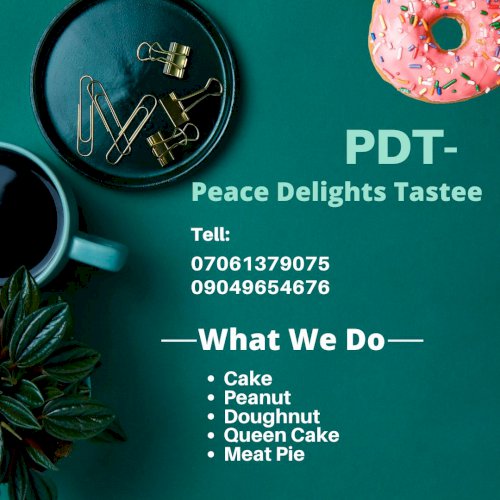 PDT-
Peace Delights Tastee
Tell:
07061379075
09049654676
What We Do
• Cake
• Peanut
• Doughnut
• Queen Cake
• Meat Pie